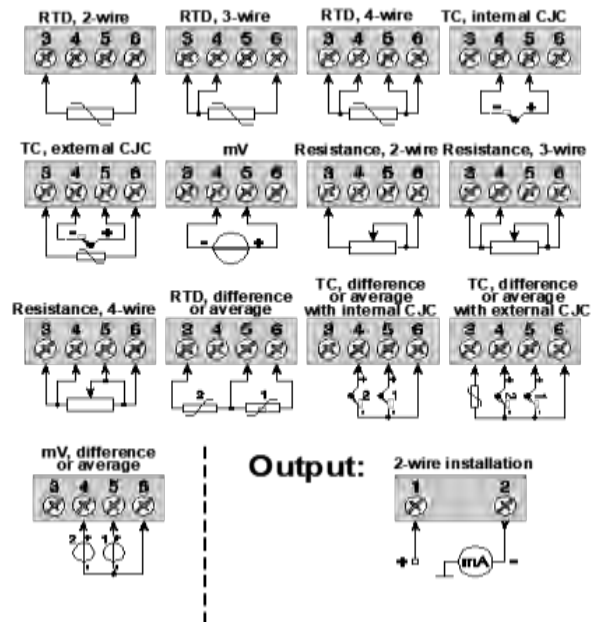 RTD, 2-wire
3 4 5 6
RTD, 3-wire
3 4 5 6
RTD, 4-wire
3 4 5 6
TC, internal CJC
3 4 5 6
- +
TC, external CJC
3 4 5 6
- +
mV
3 4 5 6
- +
Resistance, 2-wire
3 4 5 6
Resistance, 3-wire
3 4 5 6
Resistance, 4-wire
3 4 5 6
RTD, difference
or average
3 4 5 6
2 1
TC, difference
or average
with internal CJC
3 4 5 6
+ +
2 1
- -
TC, difference
or average
with external CJC
3 4 5 6
+ +
2 1
- -
mV, difference
or average
3 4 5 6
2 + 1 +
- -
Output:
2-wire installation
1 2
+ mA -